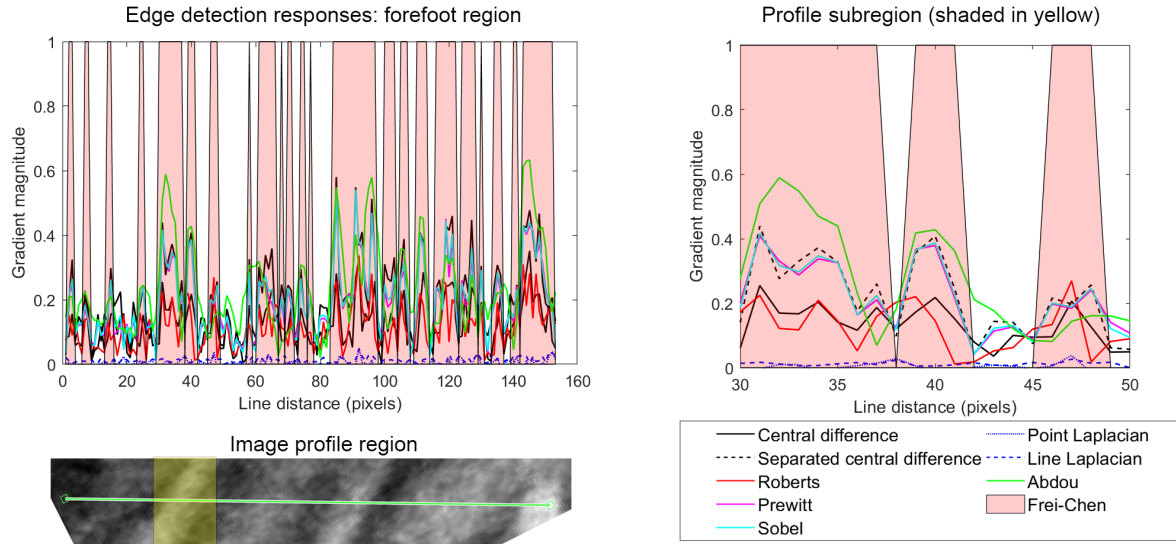 Edge detection responses: forefoot region
1
0.8
0.6
0.4
0.2
0
Gradient magnitude
0 20 40 60 80 100 120 140 160
Line distance (pixels)
Image profile region
Profile subregion (shaded in yellow)
1
0.8
0.6
0.4
0.2
0
Gradient magnitude
30 35 40 45 50
Line distance (pixels)
Central difference
Separated central difference
Roberts
Prewitt
Sobel
Point Laplacian
Line Laplacian
Abdou
Frei-Chen